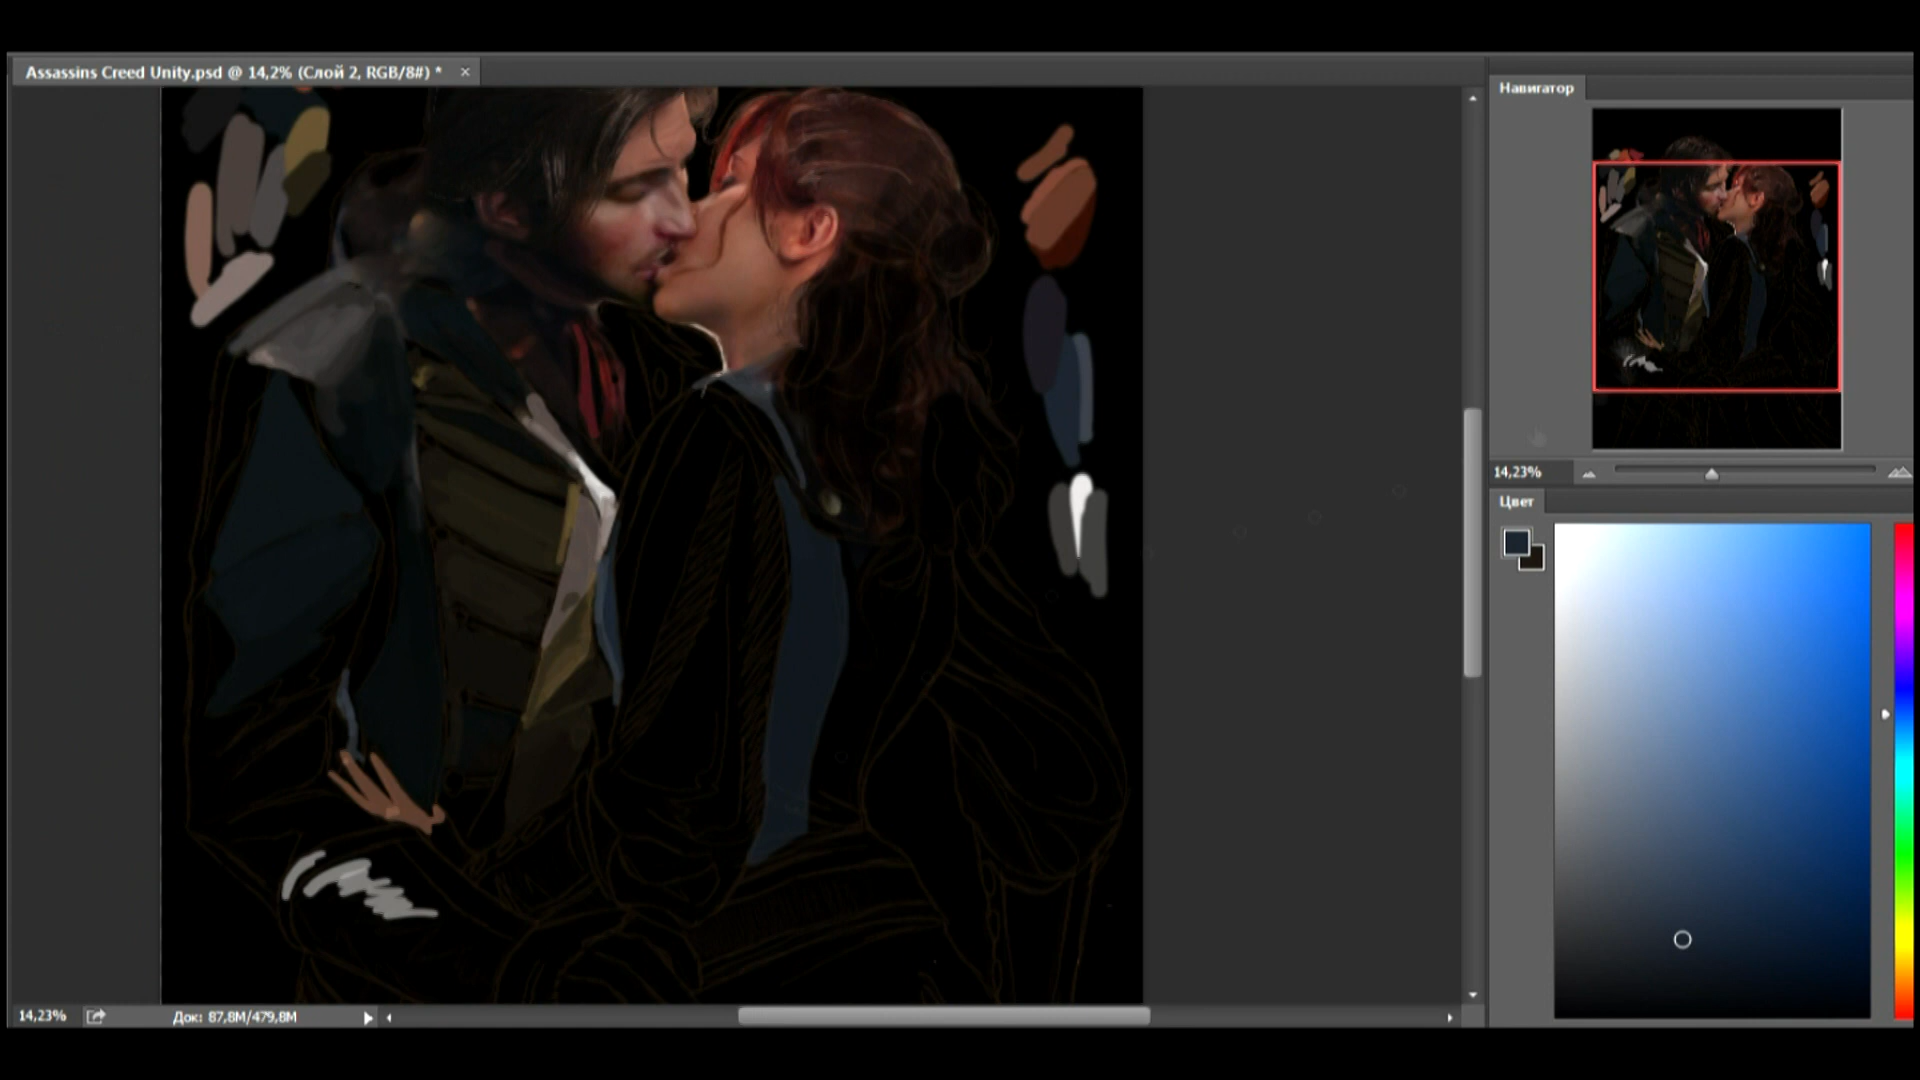 Assassins Creed Unity.psd @ 14,2% (Слой 2, RGB/8#) *
Навигатор
14,23%
Цвет
14,23%
Док: 87,8M/479,8M